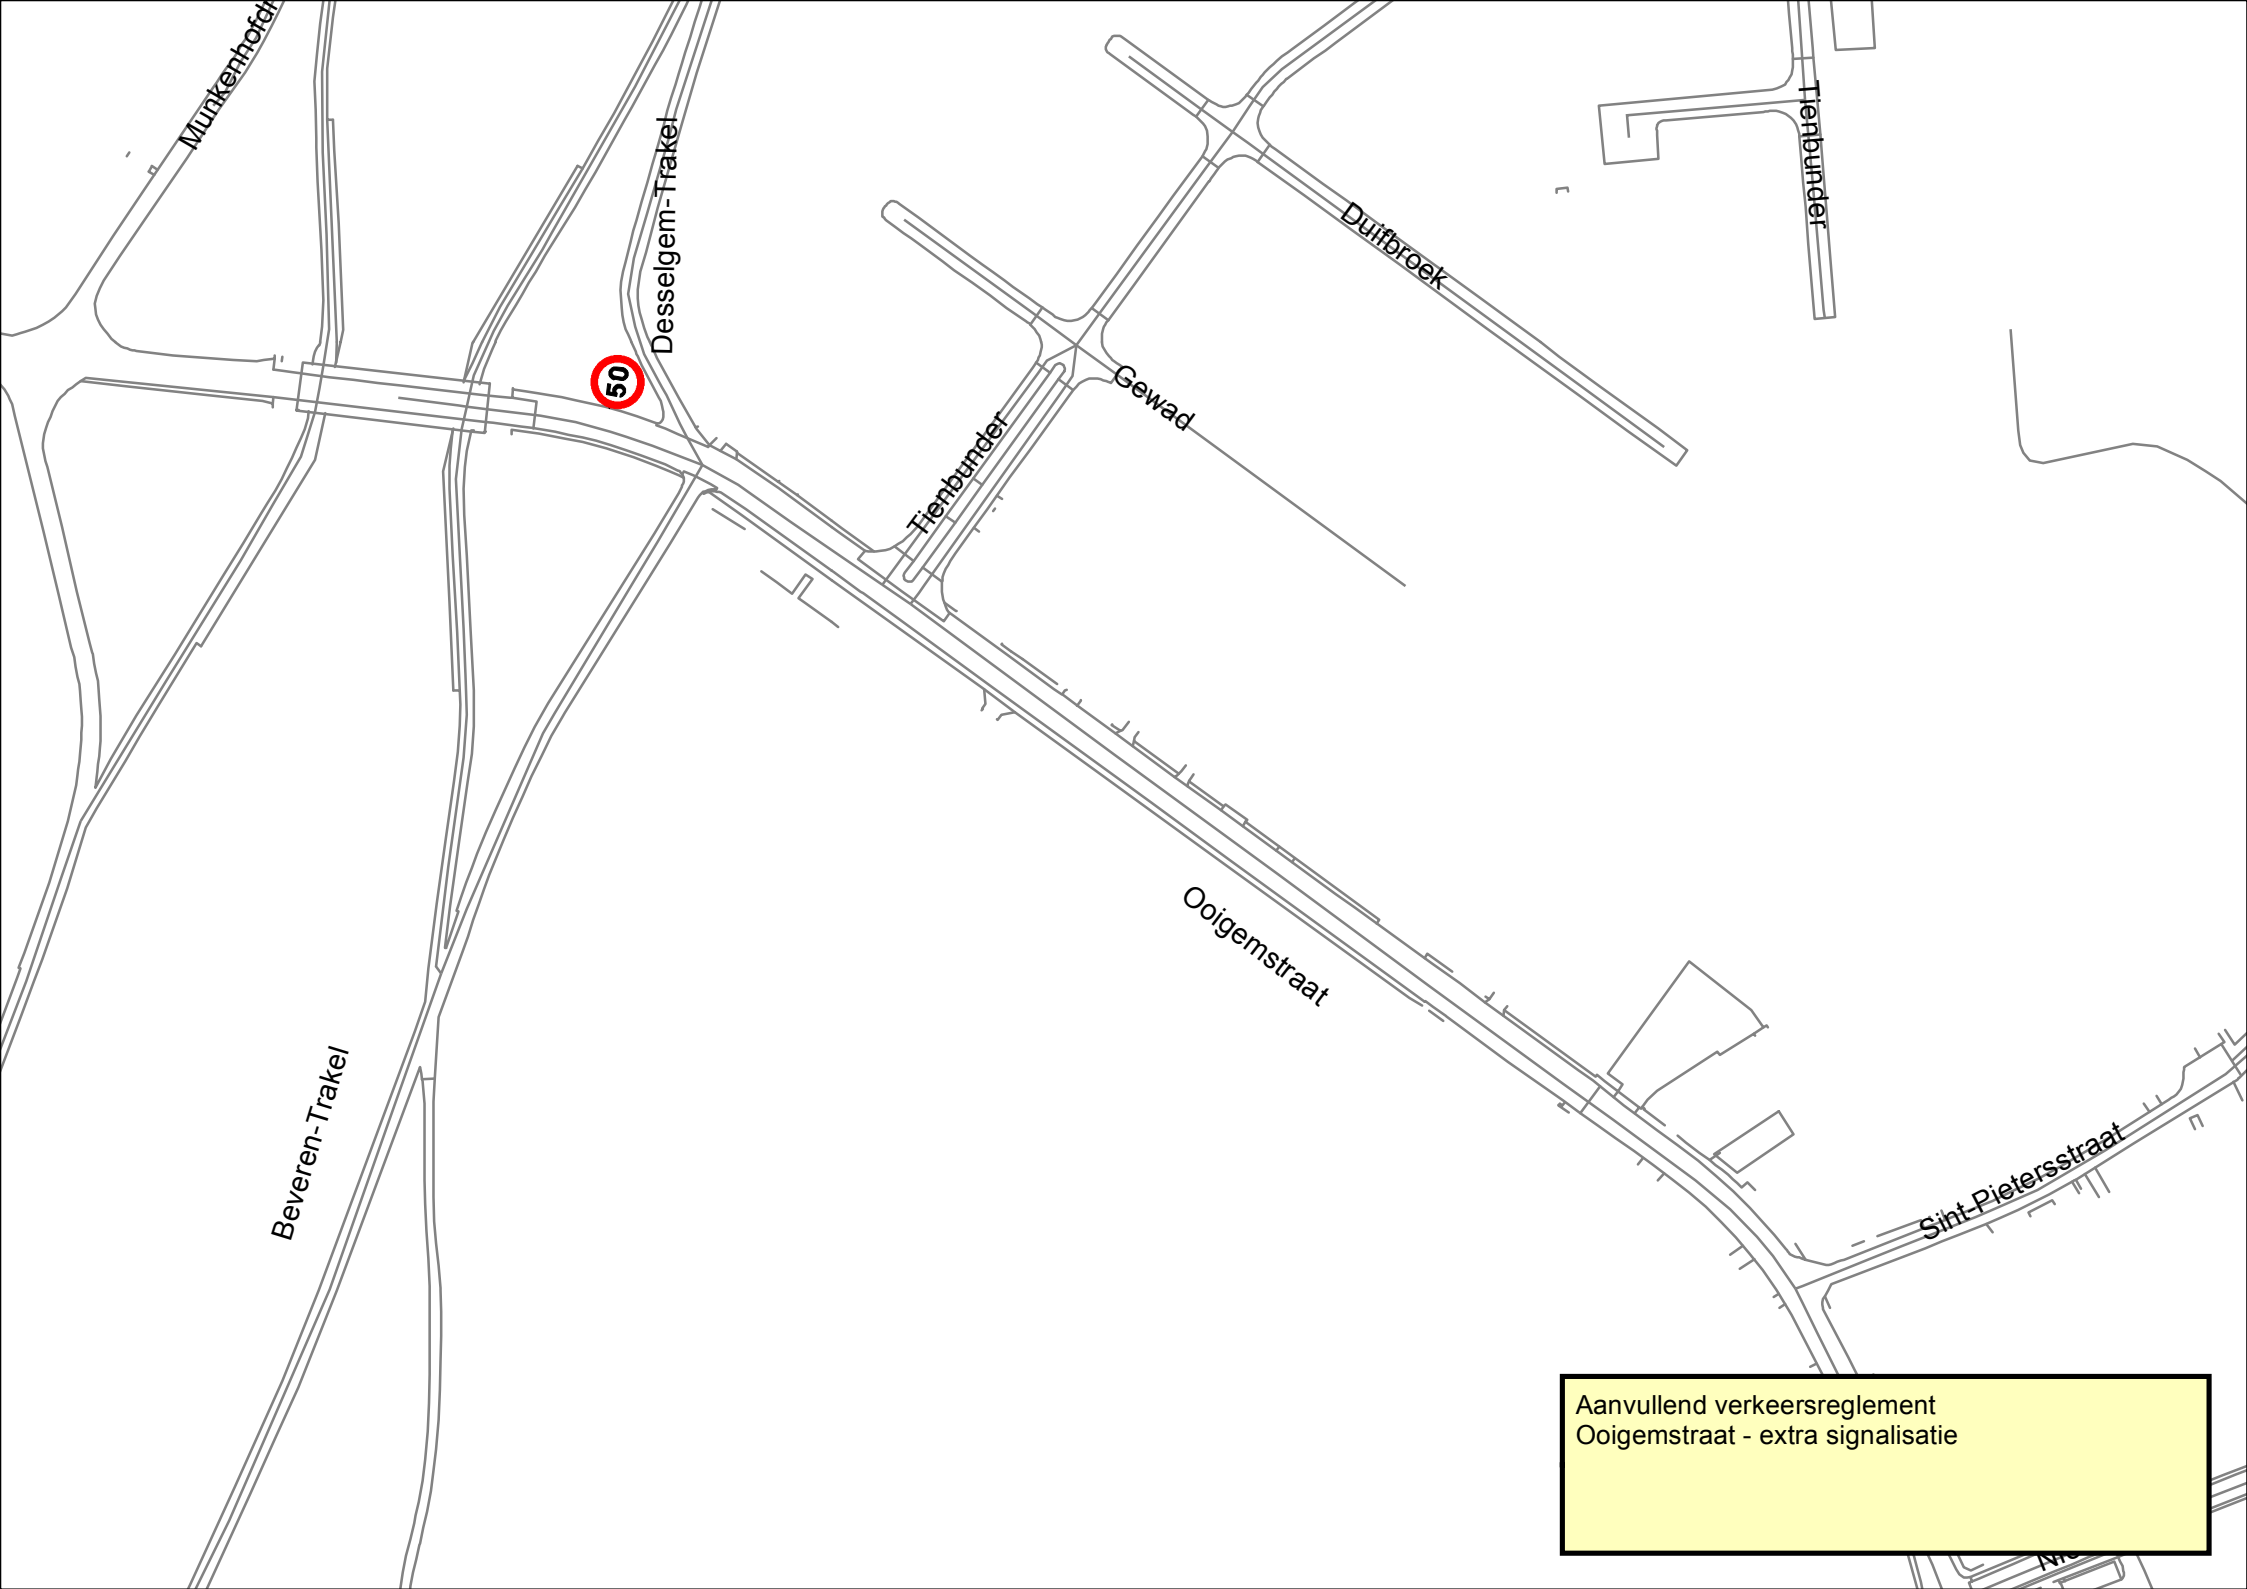 Munkenhofdr
Desselgem-Trakel
50
Tienbunder
Duifbroek
Gewad
Tienbunder
Ooigemstraat
Beveren-Trakel
Sint-Pietersstraat
Aanvullend verkeersreglement
Ooigemstraat - extra signalisatie